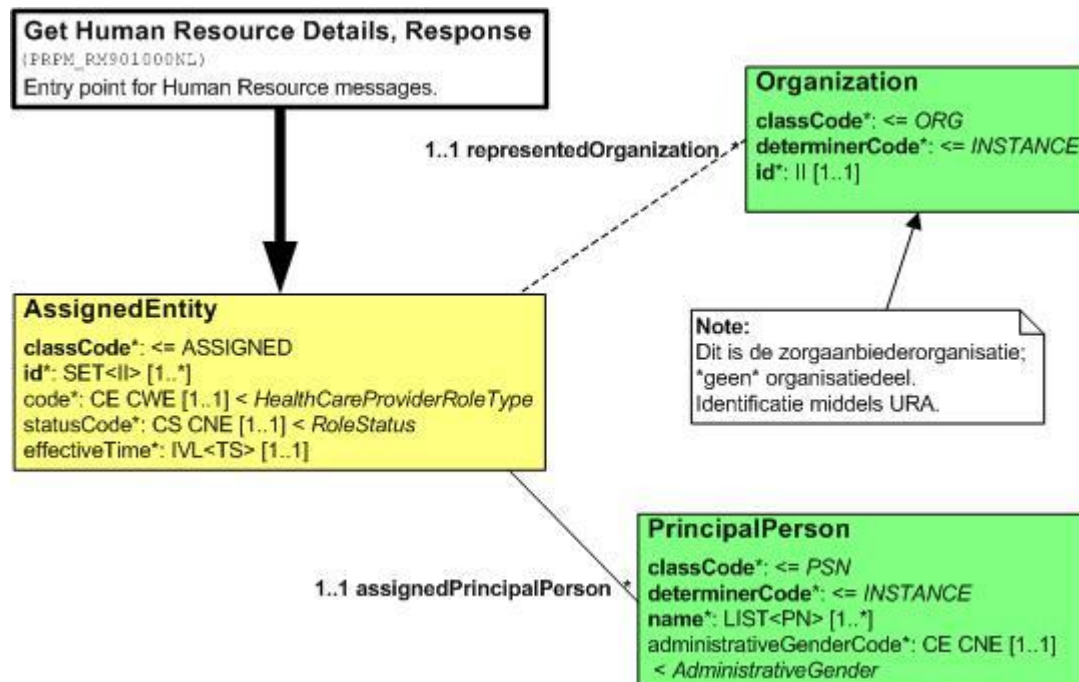 Get Human Resource Details, Response
(PRPM_RM901000NL)
Entry point for Human Resource messages.
Organization
classCode*: <= ORG
determinerCode*: <= INSTANCE
id*: II [1..1]
1..1 representedOrganization *
AssignedEntity
classCode*: <= ASSIGNED
id*: SET<II> [1..*]
code*: CE CWE [1..1] < HealthCareProviderRoleType
statusCode*: CS CNE [1..1] < RoleStatus
effectiveTime*: IVL<TS> [1..1]
Note:
Dit is de zorgaanbiederorganisatie;
*geen* organisatiedeel.
Identificatie middels URA.
1..1 assignedPrincipalPerson *
PrincipalPerson
classCode*: <= PSN
determinerCode*: <= INSTANCE
name*: LIST<PN> [1..*]
administrativeGenderCode*: CE CNE [1..1]
< AdministrativeGender